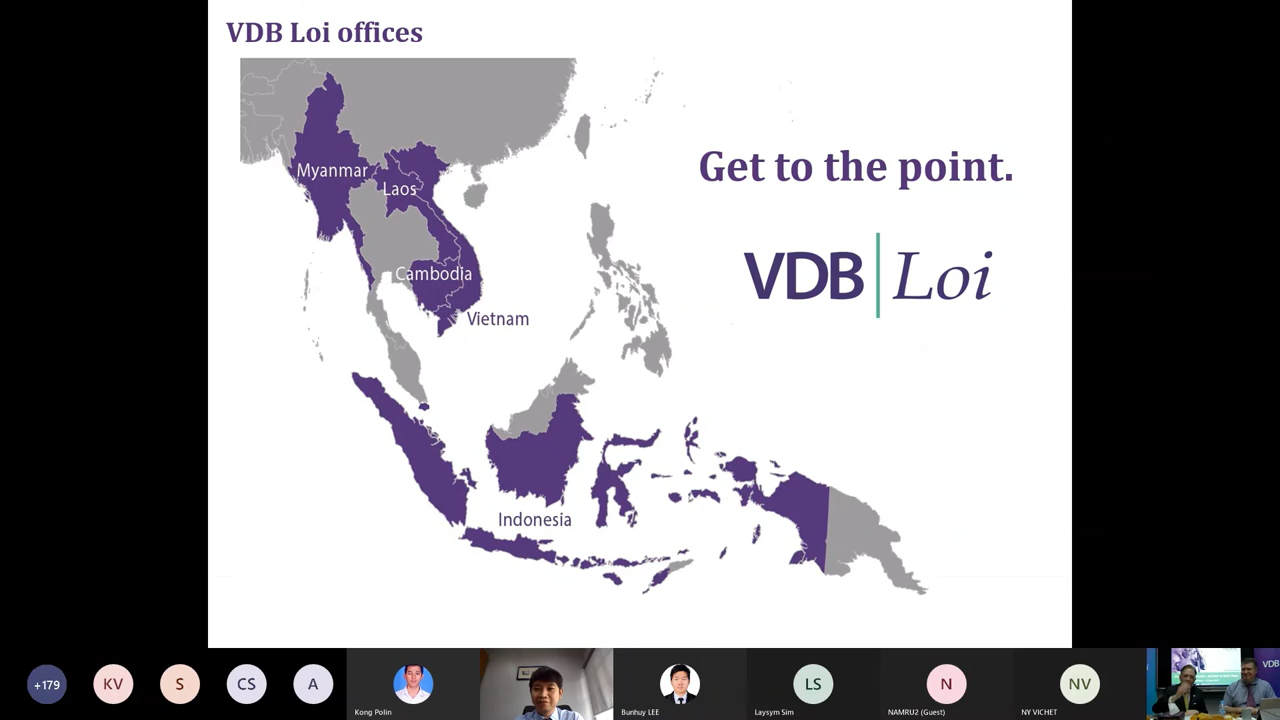 VDB Loi offices
Myanmar
Laos
Cambodia
Vietnam
Indonesia
Get to the point.
VDB Loi
+179
KV
S
CS
A
Kong Polin
Bunhuy LEE
LS
Laysym Sim
N
NAMRU2 (Guest)
NV
NY VICHET
VDB